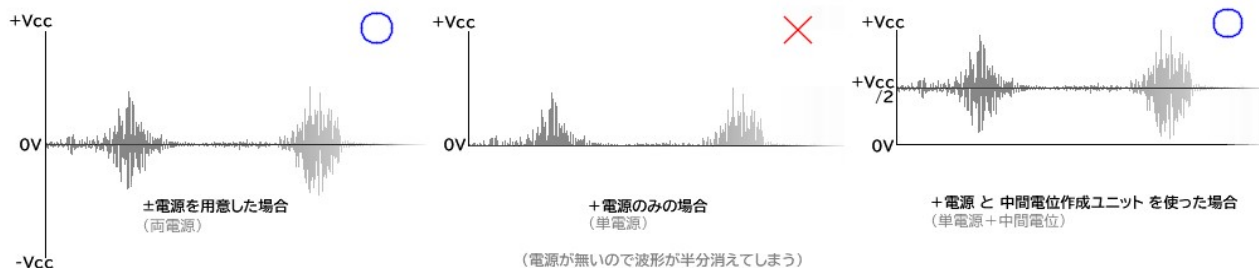 +Vcc
0V
-Vcc
±電源を用意した場合
(両電源)
+Vcc
0V
+電源のみの場合
(単電源)
(電源が無いので波形が半分消えてしまう)
+Vcc
+Vcc
/2
0V
+電源 と 中間電位作成ユニット を使った場合
(単電源+中間電位)